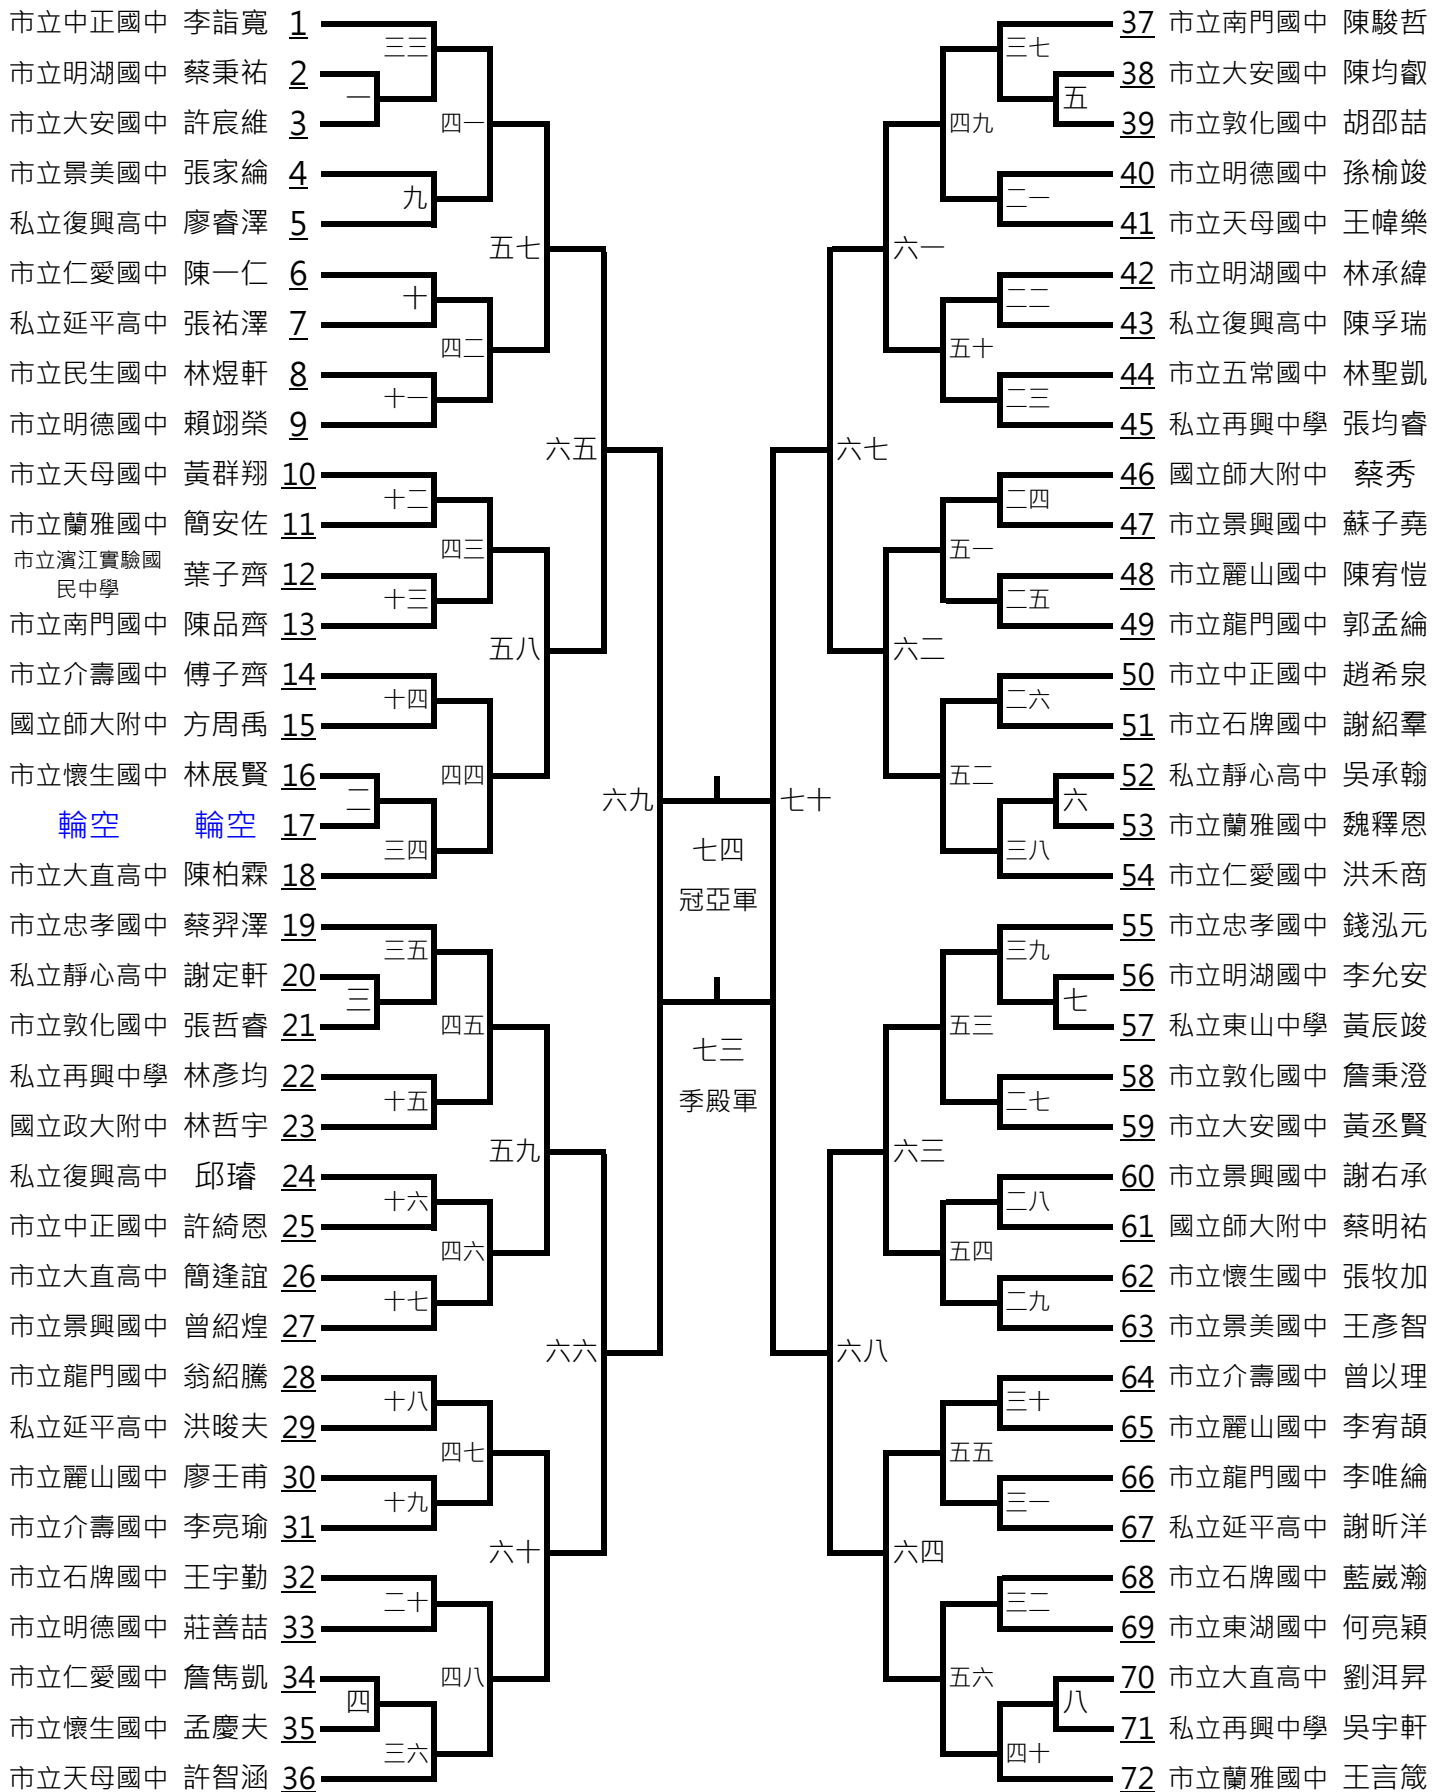 市立中正國中 李詣寬 1
三三
市立明湖國中 蔡秉祐 2
一
市立大安國中 許宸維 3
四一
市立景美國中 張家綸 4
九
私立復興高中 廖睿澤 5
五七
市立仁愛國中 陳一仁 6
十
私立延平高中 張祐澤 7
四二
市立民生國中 林煜軒 8
十一
市立明德國中 賴翊榮 9
六五
市立天母國中 黃群翔 10
十二
市立蘭雅國中 簡安佐 11
四三
市立濱江實驗國
民中學
葉子齊 12
十三
市立南門國中 陳品齊 13
五八
市立介壽國中 傅子齊 14
十四
國立師大附中 方周禹 15
市立懷生國中 林展賢 16
四四
二
六九
輪空 輪空 17
三四
市立大直高中 陳柏霖 18
市立忠孝國中 蔡羿澤 19
三五
私立靜心高中 謝定軒 20
三
市立敦化國中 張哲睿 21
四五
私立再興中學 林彥均 22
十五
國立政大附中 林哲宇 23
五九
私立復興高中 邱璿 24
十六
市立中正國中 許綺恩 25
四六
市立大直高中 簡逢誼 26
十七
市立景興國中 曾紹煌 27
六六
市立龍門國中 翁紹騰 28
十八
私立延平高中 洪晙夫 29
四七
市立麗山國中 廖壬甫 30
十九
市立介壽國中 李亮瑜 31
六十
市立石牌國中 王宇勤 32
二十
市立明德國中 莊善喆 33
市立仁愛國中 詹雋凱 34
四八
四
市立懷生國中 孟慶夫 35
三六
市立天母國中 許智涵 36
七四
冠亞軍
七三
季殿軍
37 市立南門國中 陳駿哲
三七
38 市立大安國中 陳均叡
五
39 市立敦化國中 胡邵喆
四九
40 市立明德國中 孫榆竣
二一
41 市立天母國中 王幃樂
六一
42 市立明湖國中 林承緯
二二
43 私立復興高中 陳孚瑞
五十
44 市立五常國中 林聖凱
二三
45 私立再興中學 張均睿
六七
46 國立師大附中 蔡秀
二四
47 市立景興國中 蘇子堯
五一
48 市立麗山國中 陳宥愷
二五
49 市立龍門國中 郭孟綸
六二
50 市立中正國中 趙希泉
二六
51 市立石牌國中 謝紹羣
52 私立靜心高中 吳承翰
五二
六
七十
53 市立蘭雅國中 魏釋恩
三八
54 市立仁愛國中 洪禾商
55 市立忠孝國中 錢泓元
三九
56 市立明湖國中 李允安
七
57 私立東山中學 黃辰竣
五三
58 市立敦化國中 詹秉澄
二七
59 市立大安國中 黃丞賢
六三
60 市立景興國中 謝右承
二八
61 國立師大附中 蔡明祐
五四
62 市立懷生國中 張牧加
二九
63 市立景美國中 王彥智
六八
64 市立介壽國中 曾以理
三十
65 市立麗山國中 李宥頡
五五
66 市立龍門國中 李唯綸
三一
67 私立延平高中 謝昕洋
六四
68 市立石牌國中 藍崴瀚
三二
69 市立東湖國中 何亮穎
70 市立大直高中 劉洱昇
五六
八
71 私立再興中學 吳宇軒
四十
72 市立蘭雅國中 王言箴